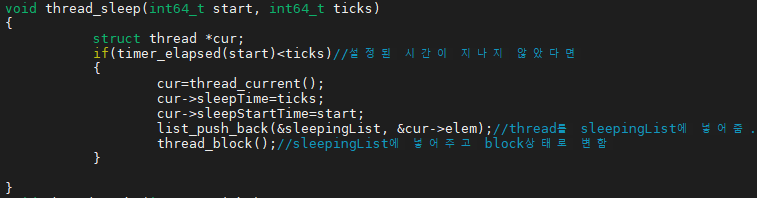 void thread_sleep(int64_t start, int64_t ticks)
{
struct thread *cur;
if(timer_elapsed(start)<ticks)//설정된 시간이 지나지 않았다면
{
cur=thread_current();
cur->sleepTime=ticks;
cur->sleepStartTime=start;
list_push_back(&sleepingList, &cur->elem);//thread를 sleepingList에 넣어줌.
thread_block();//sleepingList에 넣어주고 block상태로 변함
}
}